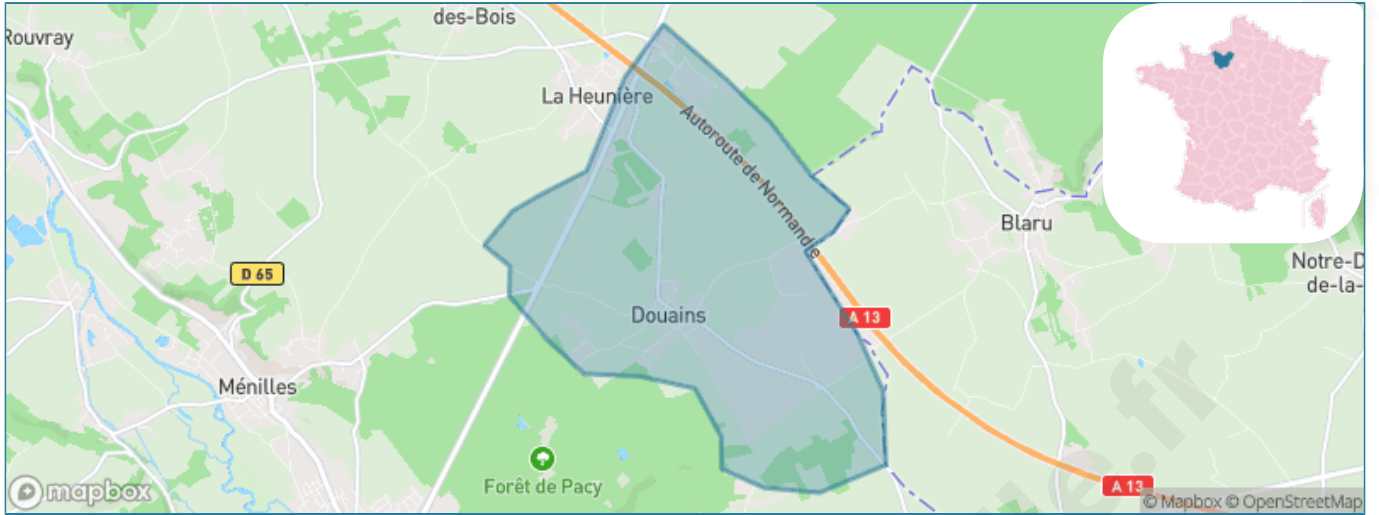 des-Bois
Rouvray
La Heunière
Autoroute de Normandie
Blaru
Notre-D
de-la-
D 65
Douains
A 13
Ménilles
Forêt de Pacy
A 13
mapbox
© Mapbox © OpenStreetMap
e.fr